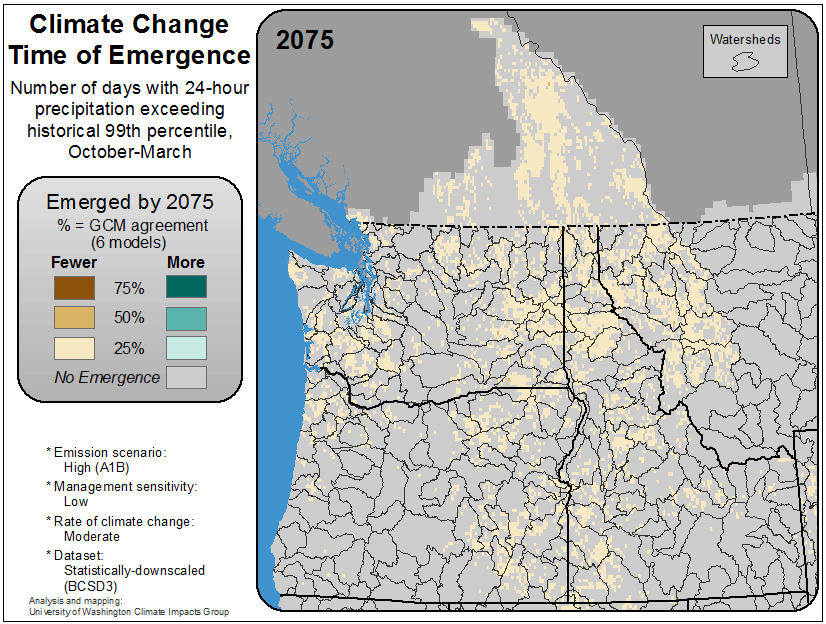 Climate Change
Time of Emergence
Number of days with 24-hour
precipitation exceeding
historical 99th percentile,
October-March
Emerged by 2075
% = GCM agreement
(6 models)
Fewer More
75%
50%
25%
No Emergence
* Emission scenario:
High (A1B)
* Management sensitivity:
Low
* Rate of climate change:
Moderate
* Dataset:
Statistically-downscaled
(BCSD3)
Analysis and mapping:
University of Washington Climate Impacts Group
2075
Watersheds